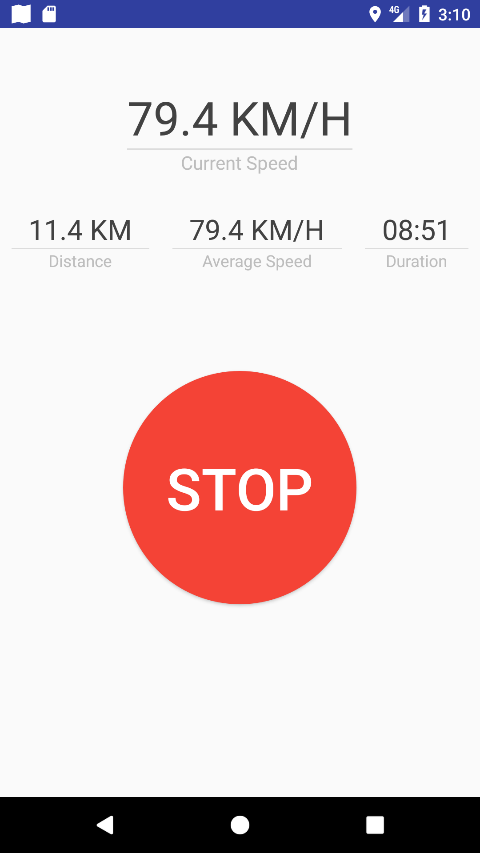 4G 3:10
79.4 KM/H
Current Speed
11.4 KM 79.4 KM/H 08:51
Distance Average Speed Duration
STOP